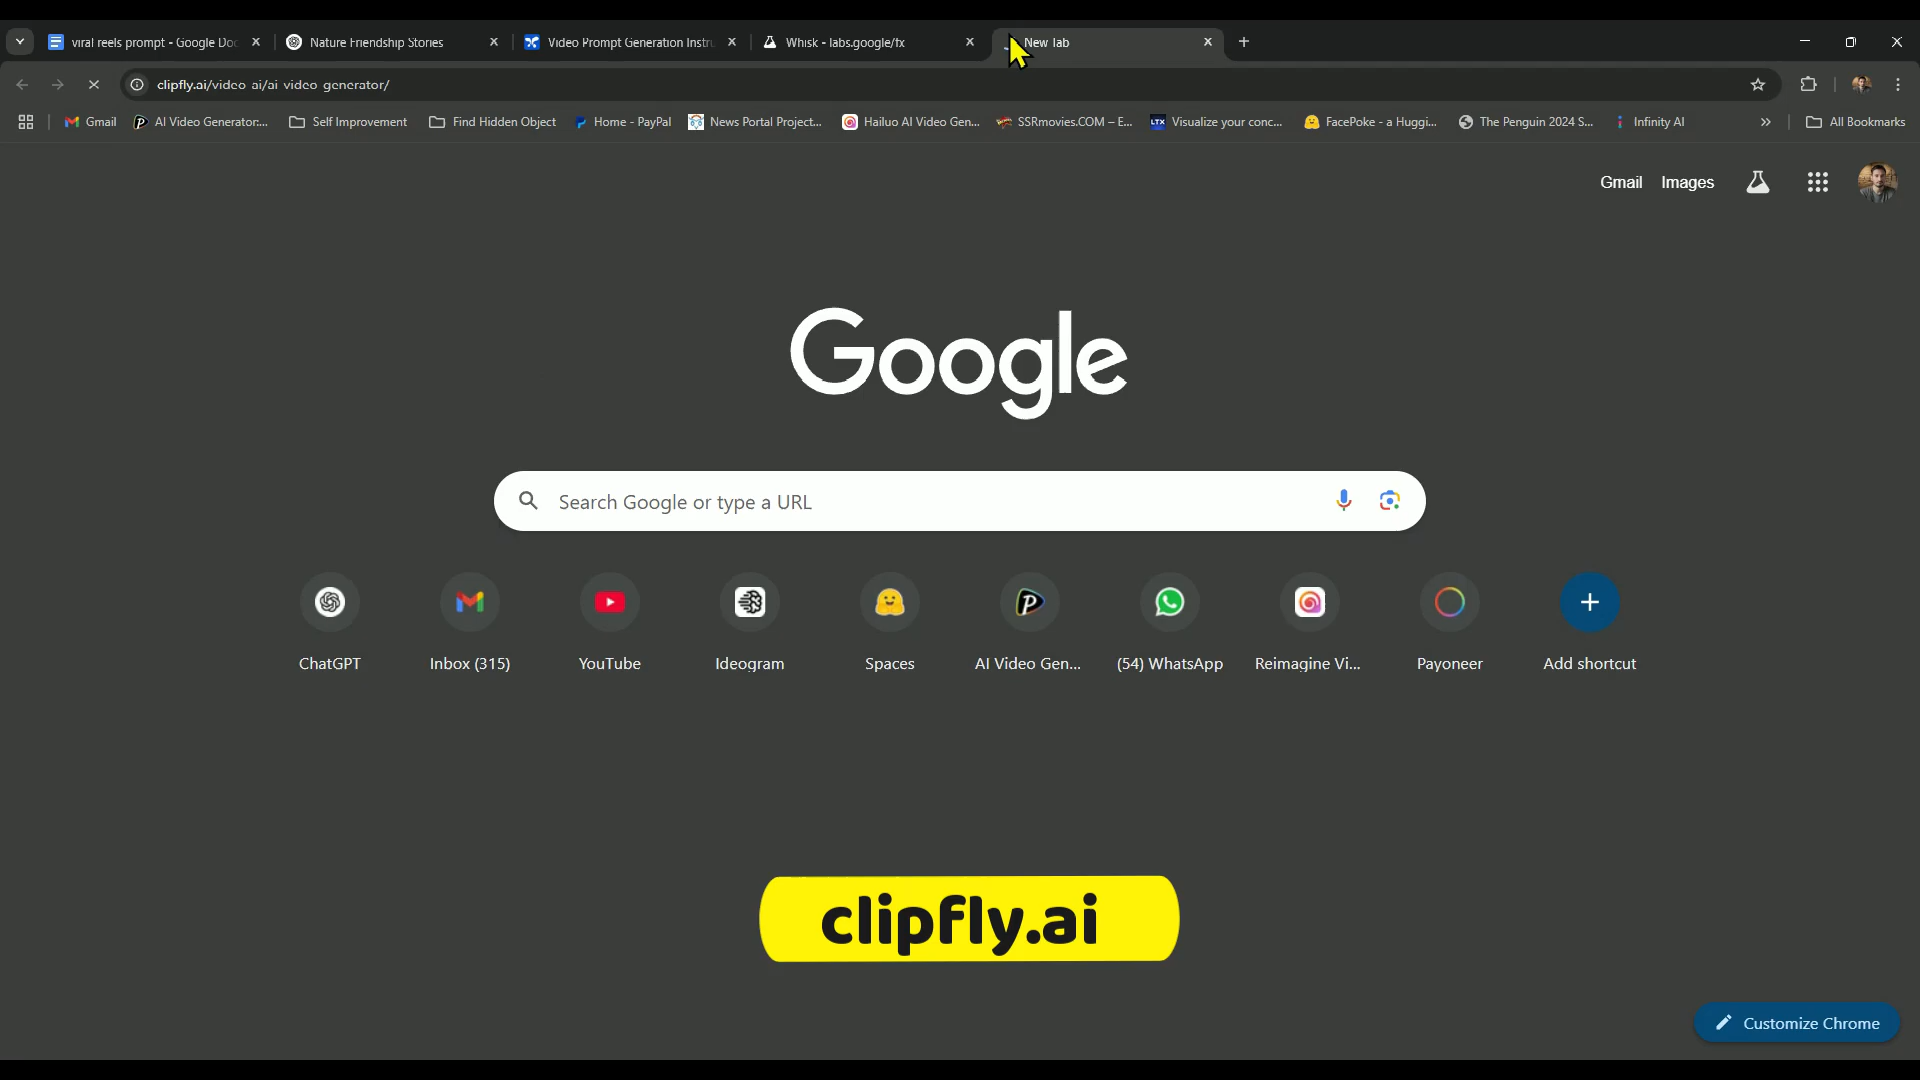 viral reels prompt - Google Doc
Nature Friendship Stories
Video Prompt Generation Instru
Whisk - labs.google/fx
New Tab
clipfly.ai/video-ai/ai-video-generator/
Gmail
AI Video Generator:...
Self Improvement
Find Hidden Object
Home - PayPal
News Portal Project...
Hailuo AI Video Gen...
SSRmovies.COM – E...
LTX
Visualize your conc...
FacePoke - a Huggi...
The Penguin 2024 S...
Infinity AI
All Bookmarks
Gmail
Images
Google
Search Google or type a URL
ChatGPT
Inbox (315)
YouTube
Ideogram
Spaces
AI Video Gen...
(54) WhatsApp
Reimagine Vi...
Payoneer
Add shortcut
clipfly.ai
Customize Chrome